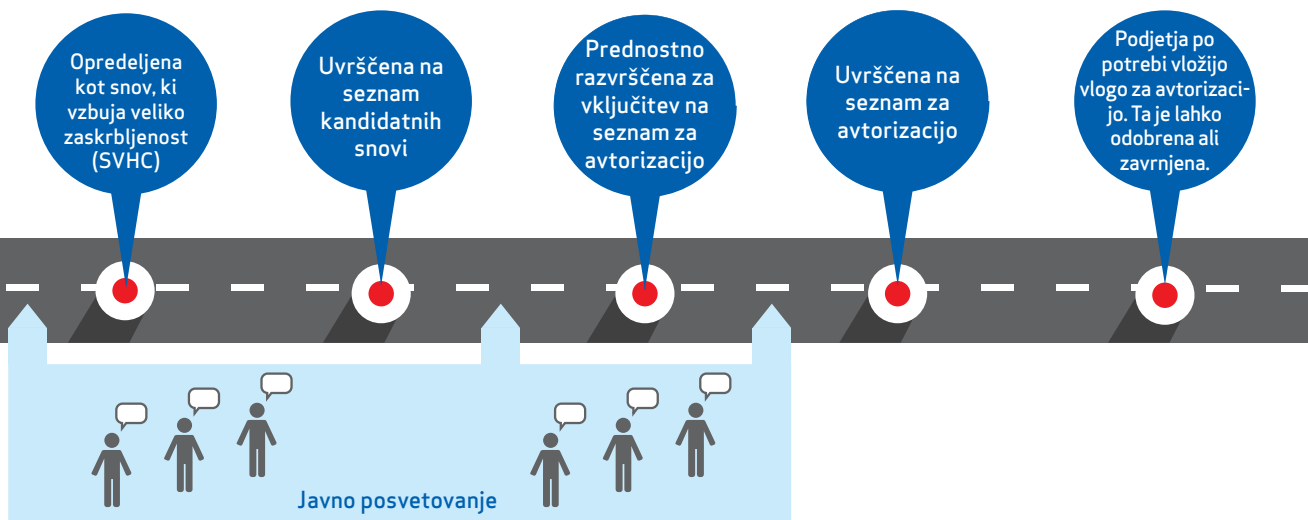 Opredeljena
kot snov, ki
vzbuja veliko
zaskrbljenost
(SVHC)
Uvrščena na
seznam
kandidatnih
snovi
Prednostno
razvrščena za
vključitev na
seznam za
avtorizacijo
Uvrščena na
seznam za
avtorizacijo
Podjetja po
potrebi vložijo
vlogo za avtorizaci-
jo. Ta je lahko
odobrena ali
zavrnjena.
Javno posvetovanje